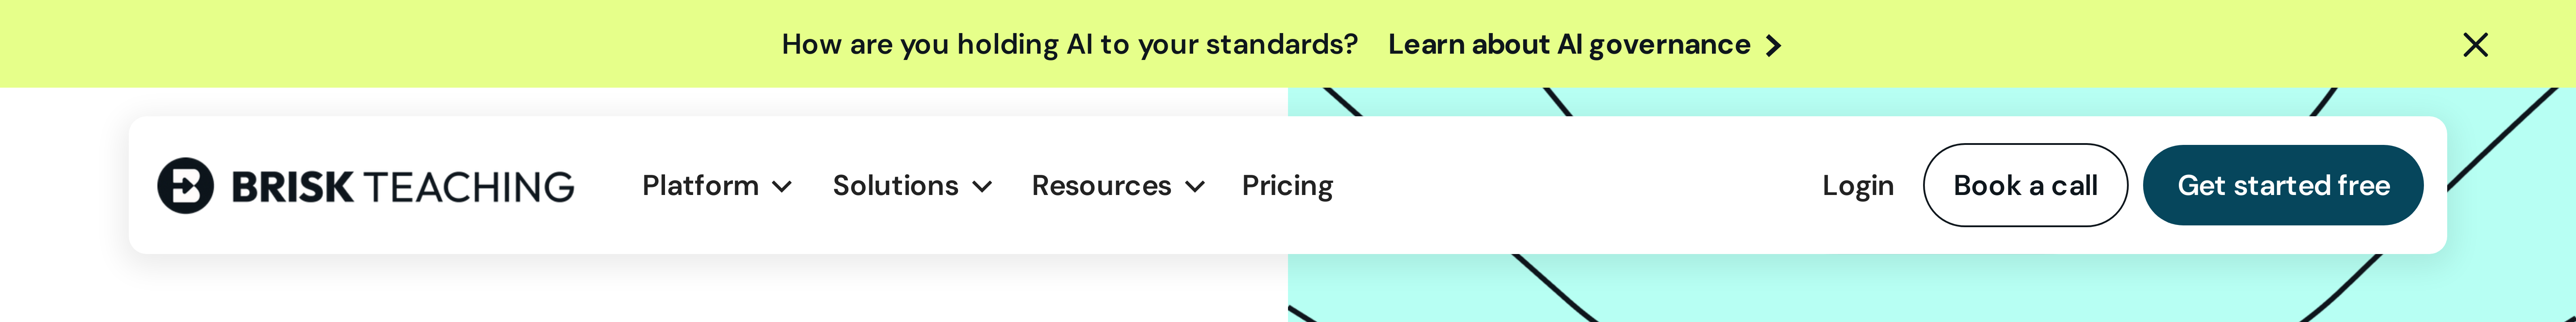 How are you holding AI to your standards? Learn about AI governance
BRISK TEACHING Platform Solutions Resources Pricing Login Book a call Get started free